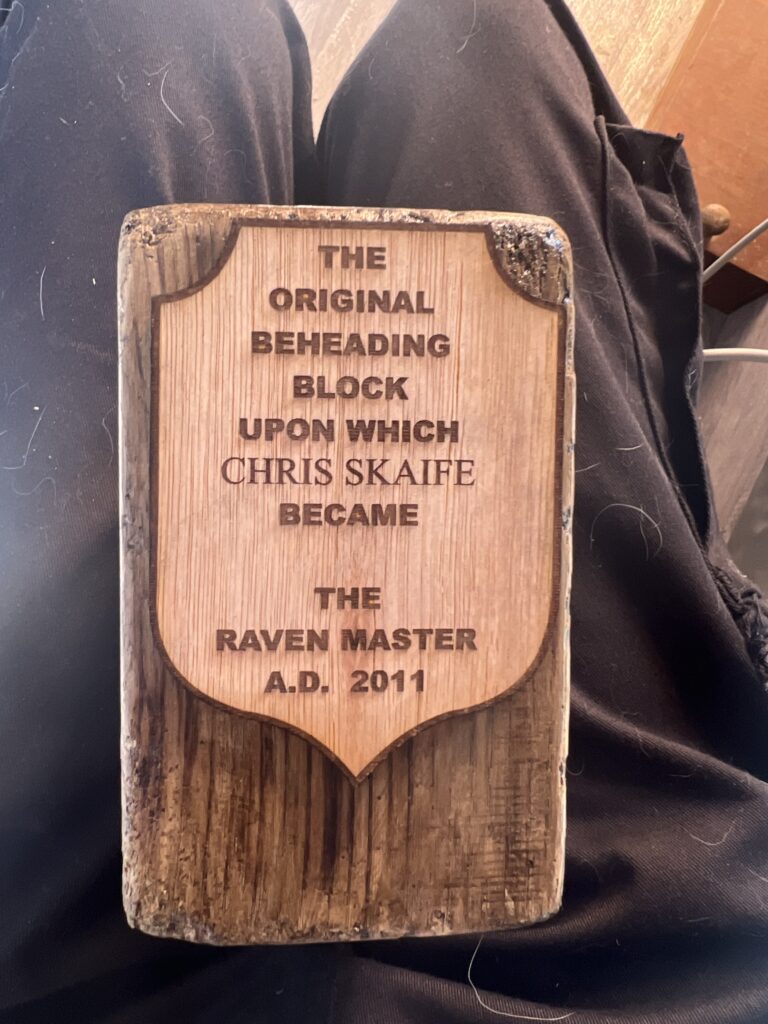 THE
ORIGINAL
BEHEADING
BLOCK
UPON WHICH
CHRIS SKAIFE
BECAME
THE
RAVEN MASTER
A.D. 2011